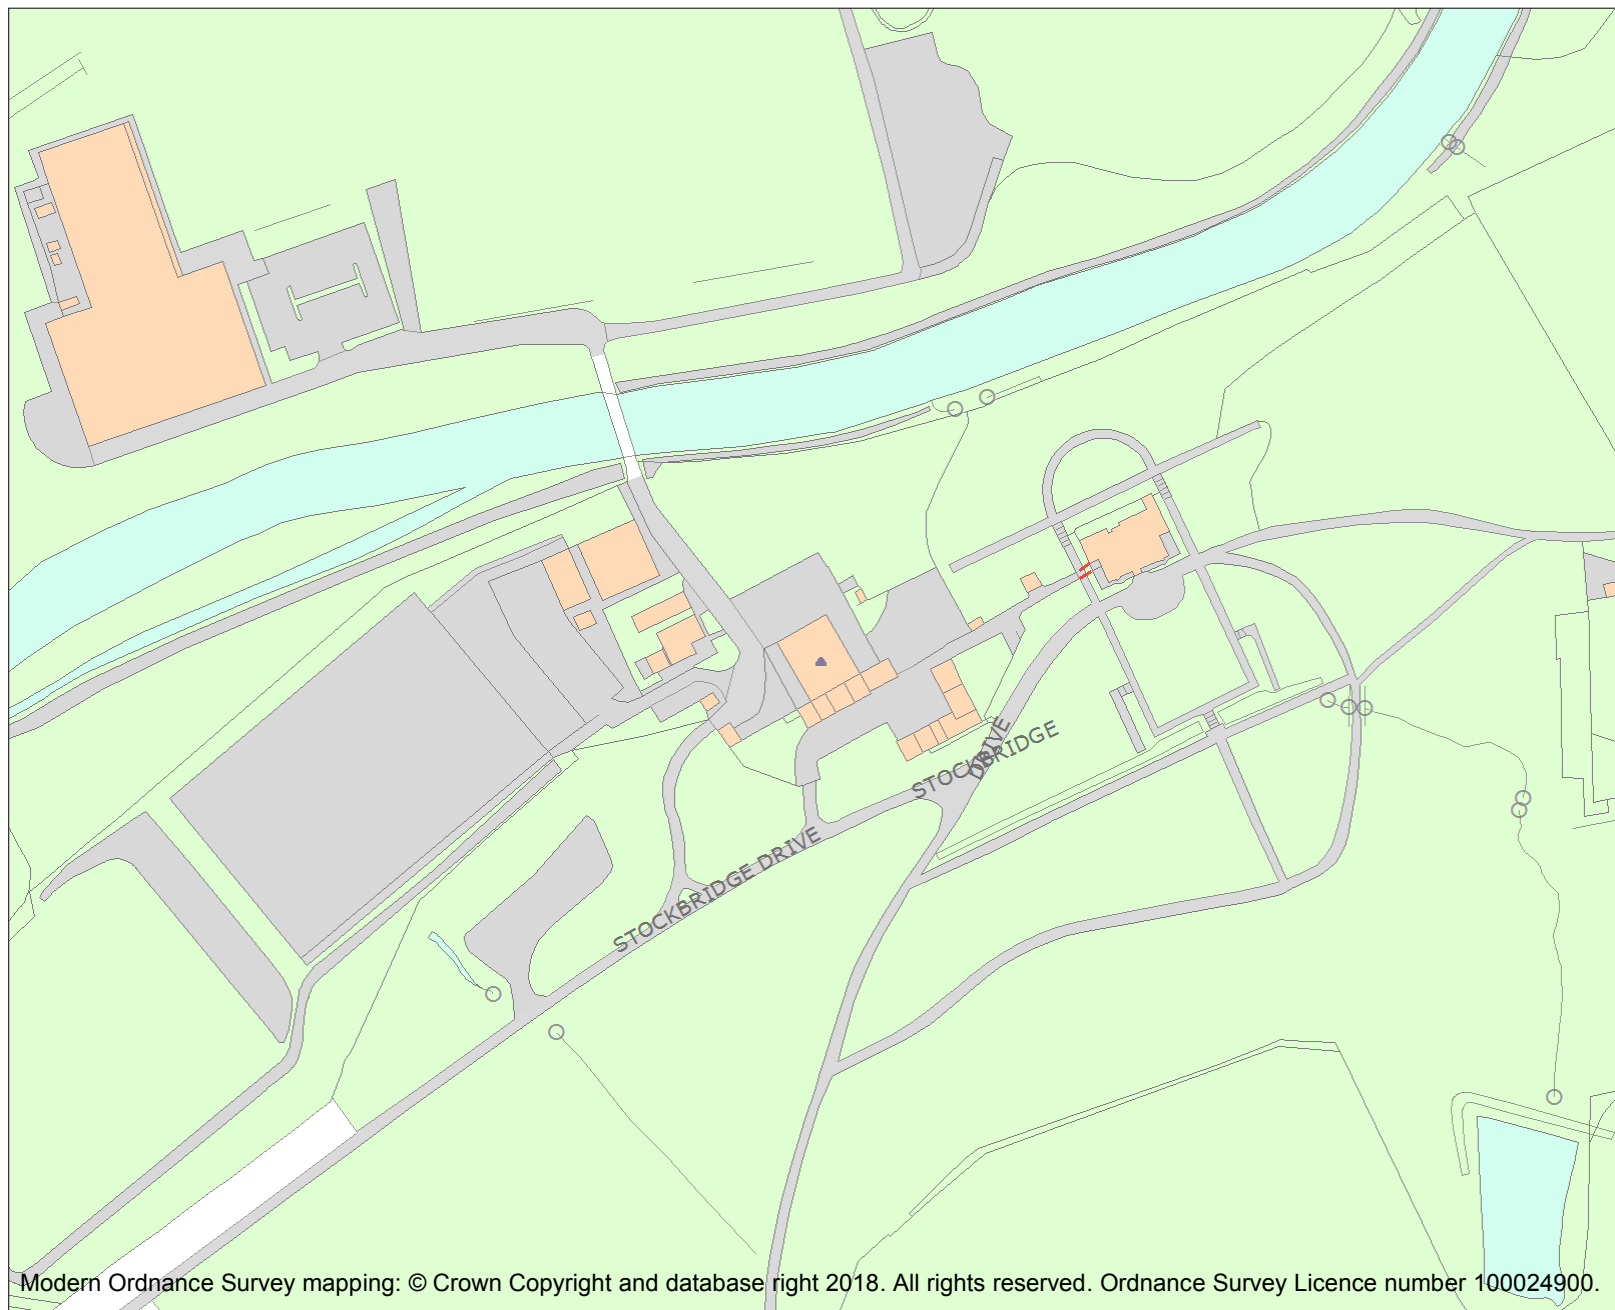 DRIVE
STOCKBRIDGE
STOCKBRIDGE DRIVE
Modern Ordnance Survey mapping: © Crown Copyright and database right 2018. All rights reserved. Ordnance Survey Licence number 100024900.